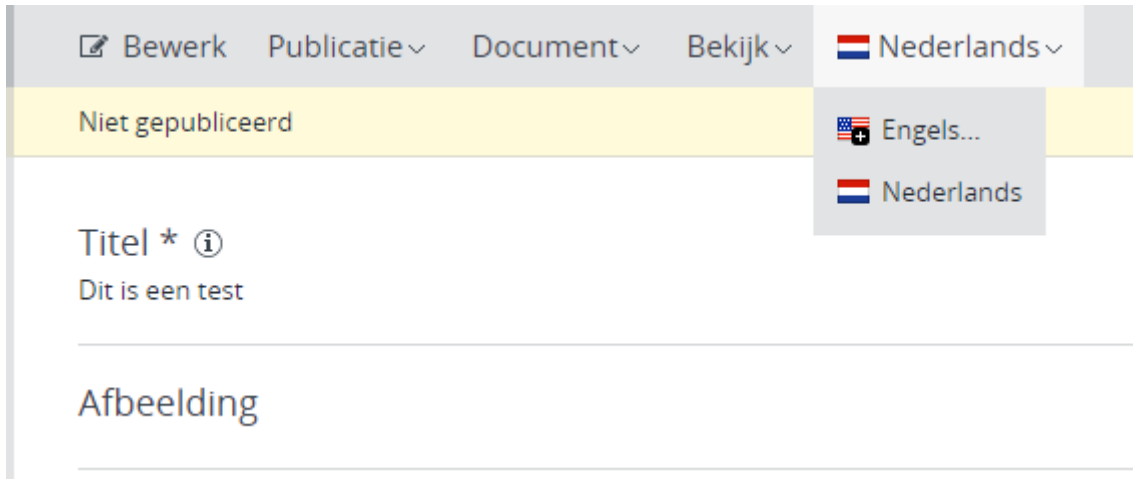 Bewerk Publicatie Document Bekijk Nederlands
Niet gepubliceerd
Engels...
Nederlands
Titel *
Dit is een test
Afbeelding